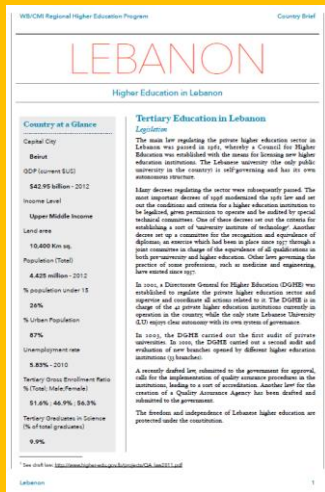 WB/CMI Regional Higher Education Program
Country Brief
LEBANON
Higher Education in Lebanon
Country at a Glance
Capital City
Beirut
GDP (current $US)
$42.95 billion - 2012
Income Level
Upper Middle Income
Land area
10,400 Km sq.
Population (Total)
4.425 million - 2012
% population under 15
26%
% Urban Population
87%
Unemployment rate
5.83% - 2010
Tertiary Gross Enrollment Ratio
% (Total; Male;Female)
51.6% ; 46.9% ; 56.3%
Tertiary Graduates in Science
(% of total graduates)
9.9%
Tertiary Education in Lebanon
Legislation
The main law regulating the private higher education sector in
Lebanon was passed in 1961, whereby a Council for Higher
Education was established with the means for licensing new higher
education institutions. The Lebanese university (the only public
university in the country) is self-governing and has its own
autonomous structure.
Many decrees regulating the sector were subsequently passed. The
most important decrees of 1996 modernized the 1961 law and set
out the conditions and criteria for a higher education institution to
be legalized, given permission to operate and be audited by special
technical committees. One of these decrees set out the criteria for
establishing a sort of 'university institute of technology'. Another
decree set up a committee for the recognition and equivalence of
diplomas, an exercise which had been in place since 1957 through a
joint committee in charge of the equivalence of all qualifications in
both pre-university and higher education. Other laws governing the
practice of some professions, such as medicine and engineering,
have existed since 1957.
In 2002, a Directorate General for Higher Education (DGHE) was
established to regulate the private higher education sector and
supervise and coordinate all actions related to it. The DGHE is in
charge of the 41 private higher education institutions currently in
operation in the country, while the only state Lebanese University
(LU) enjoys clear autonomy with its own system of governance.
In 2005, the DGHE carried out the first audit of private
universities. In 2010, the DGHE carried out a second audit and
evaluation of new branches opened by different higher education
institutions (33 branches).
A recently drafted law, submitted to the government for approval,
calls for the implementation of quality assurance procedures in the
institutions, leading to a sort of accreditation. Another law¹ for the
creation of a Quality Assurance Agency has been drafted and
submitted to the government.
The freedom and independence of Lebanese higher education are
protected under the constitution.
¹ See draft law:
Lebanon
1